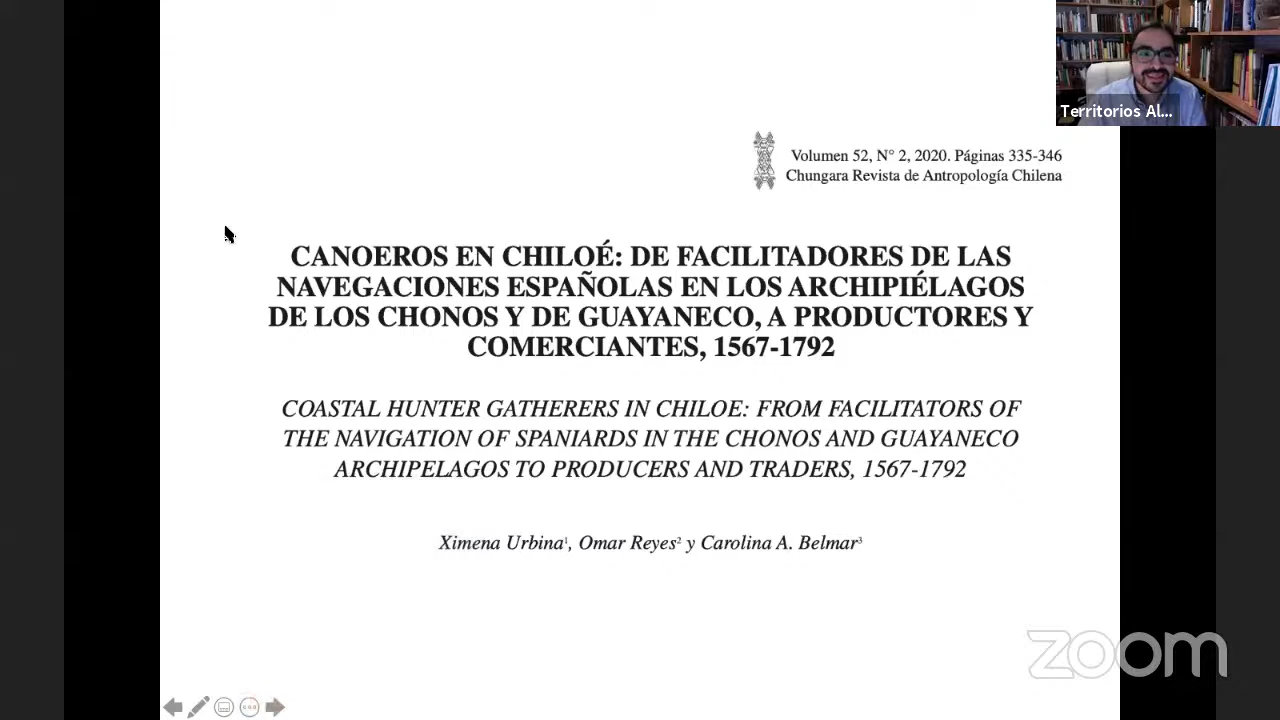 Territorios Al...
Volumen 52, N° 2, 2020. Páginas 335-346
Chungara Revista de Antropología Chilena
CANOEROS EN CHILOÉ: DE FACILITADORES DE LAS
NAVEGACIONES ESPAÑOLAS EN LOS ARCHIPIÉLAGOS
DE LOS CHONOS Y DE GUAYANECO, A PRODUCTORES Y
COMERCIANTES, 1567-1792
COASTAL HUNTER GATHERERS IN CHILOE: FROM FACILITATORS OF
THE NAVIGATION OF SPANIARDS IN THE CHONOS AND GUAYANECO
ARCHIPELAGOS TO PRODUCERS AND TRADERS, 1567-1792
Ximena Urbina¹, Omar Reyes² y Carolina A. Belmar³
zoom